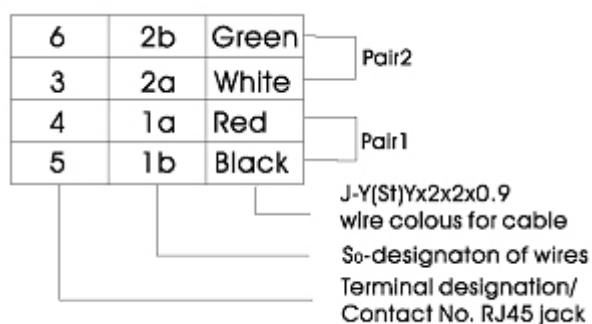 6 2b Green
3 2a White
Pair2
4 1a Red
5 1b Black
Pair1
J-Y(St)Yx2x2x0.9
wire colous for cable
S₀-designaton of wires
Terminal designation/
Contact No. RJ45 jack